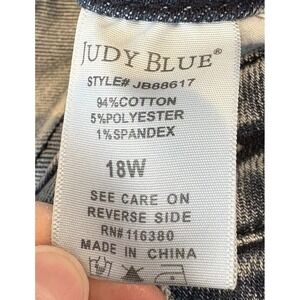 JUDY BLUE®
STYLE# JB88617
94%COTTON
5%POLYESTER
1%SPANDEX
18W
SEE CARE ON
REVERSE SIDE
RN#116380
MADE IN CHINA